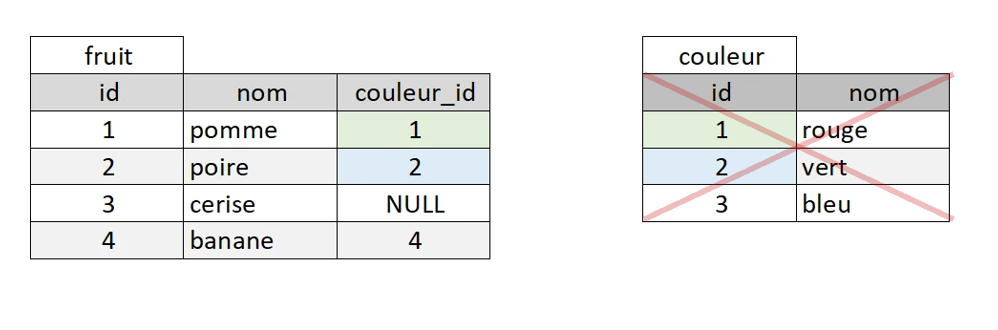 fruit
id nom couleur_id
1 pomme 1
2 poire 2
3 cerise NULL
4 banane 4
couleur
id nom
1 rouge
2 vert
3 bleu